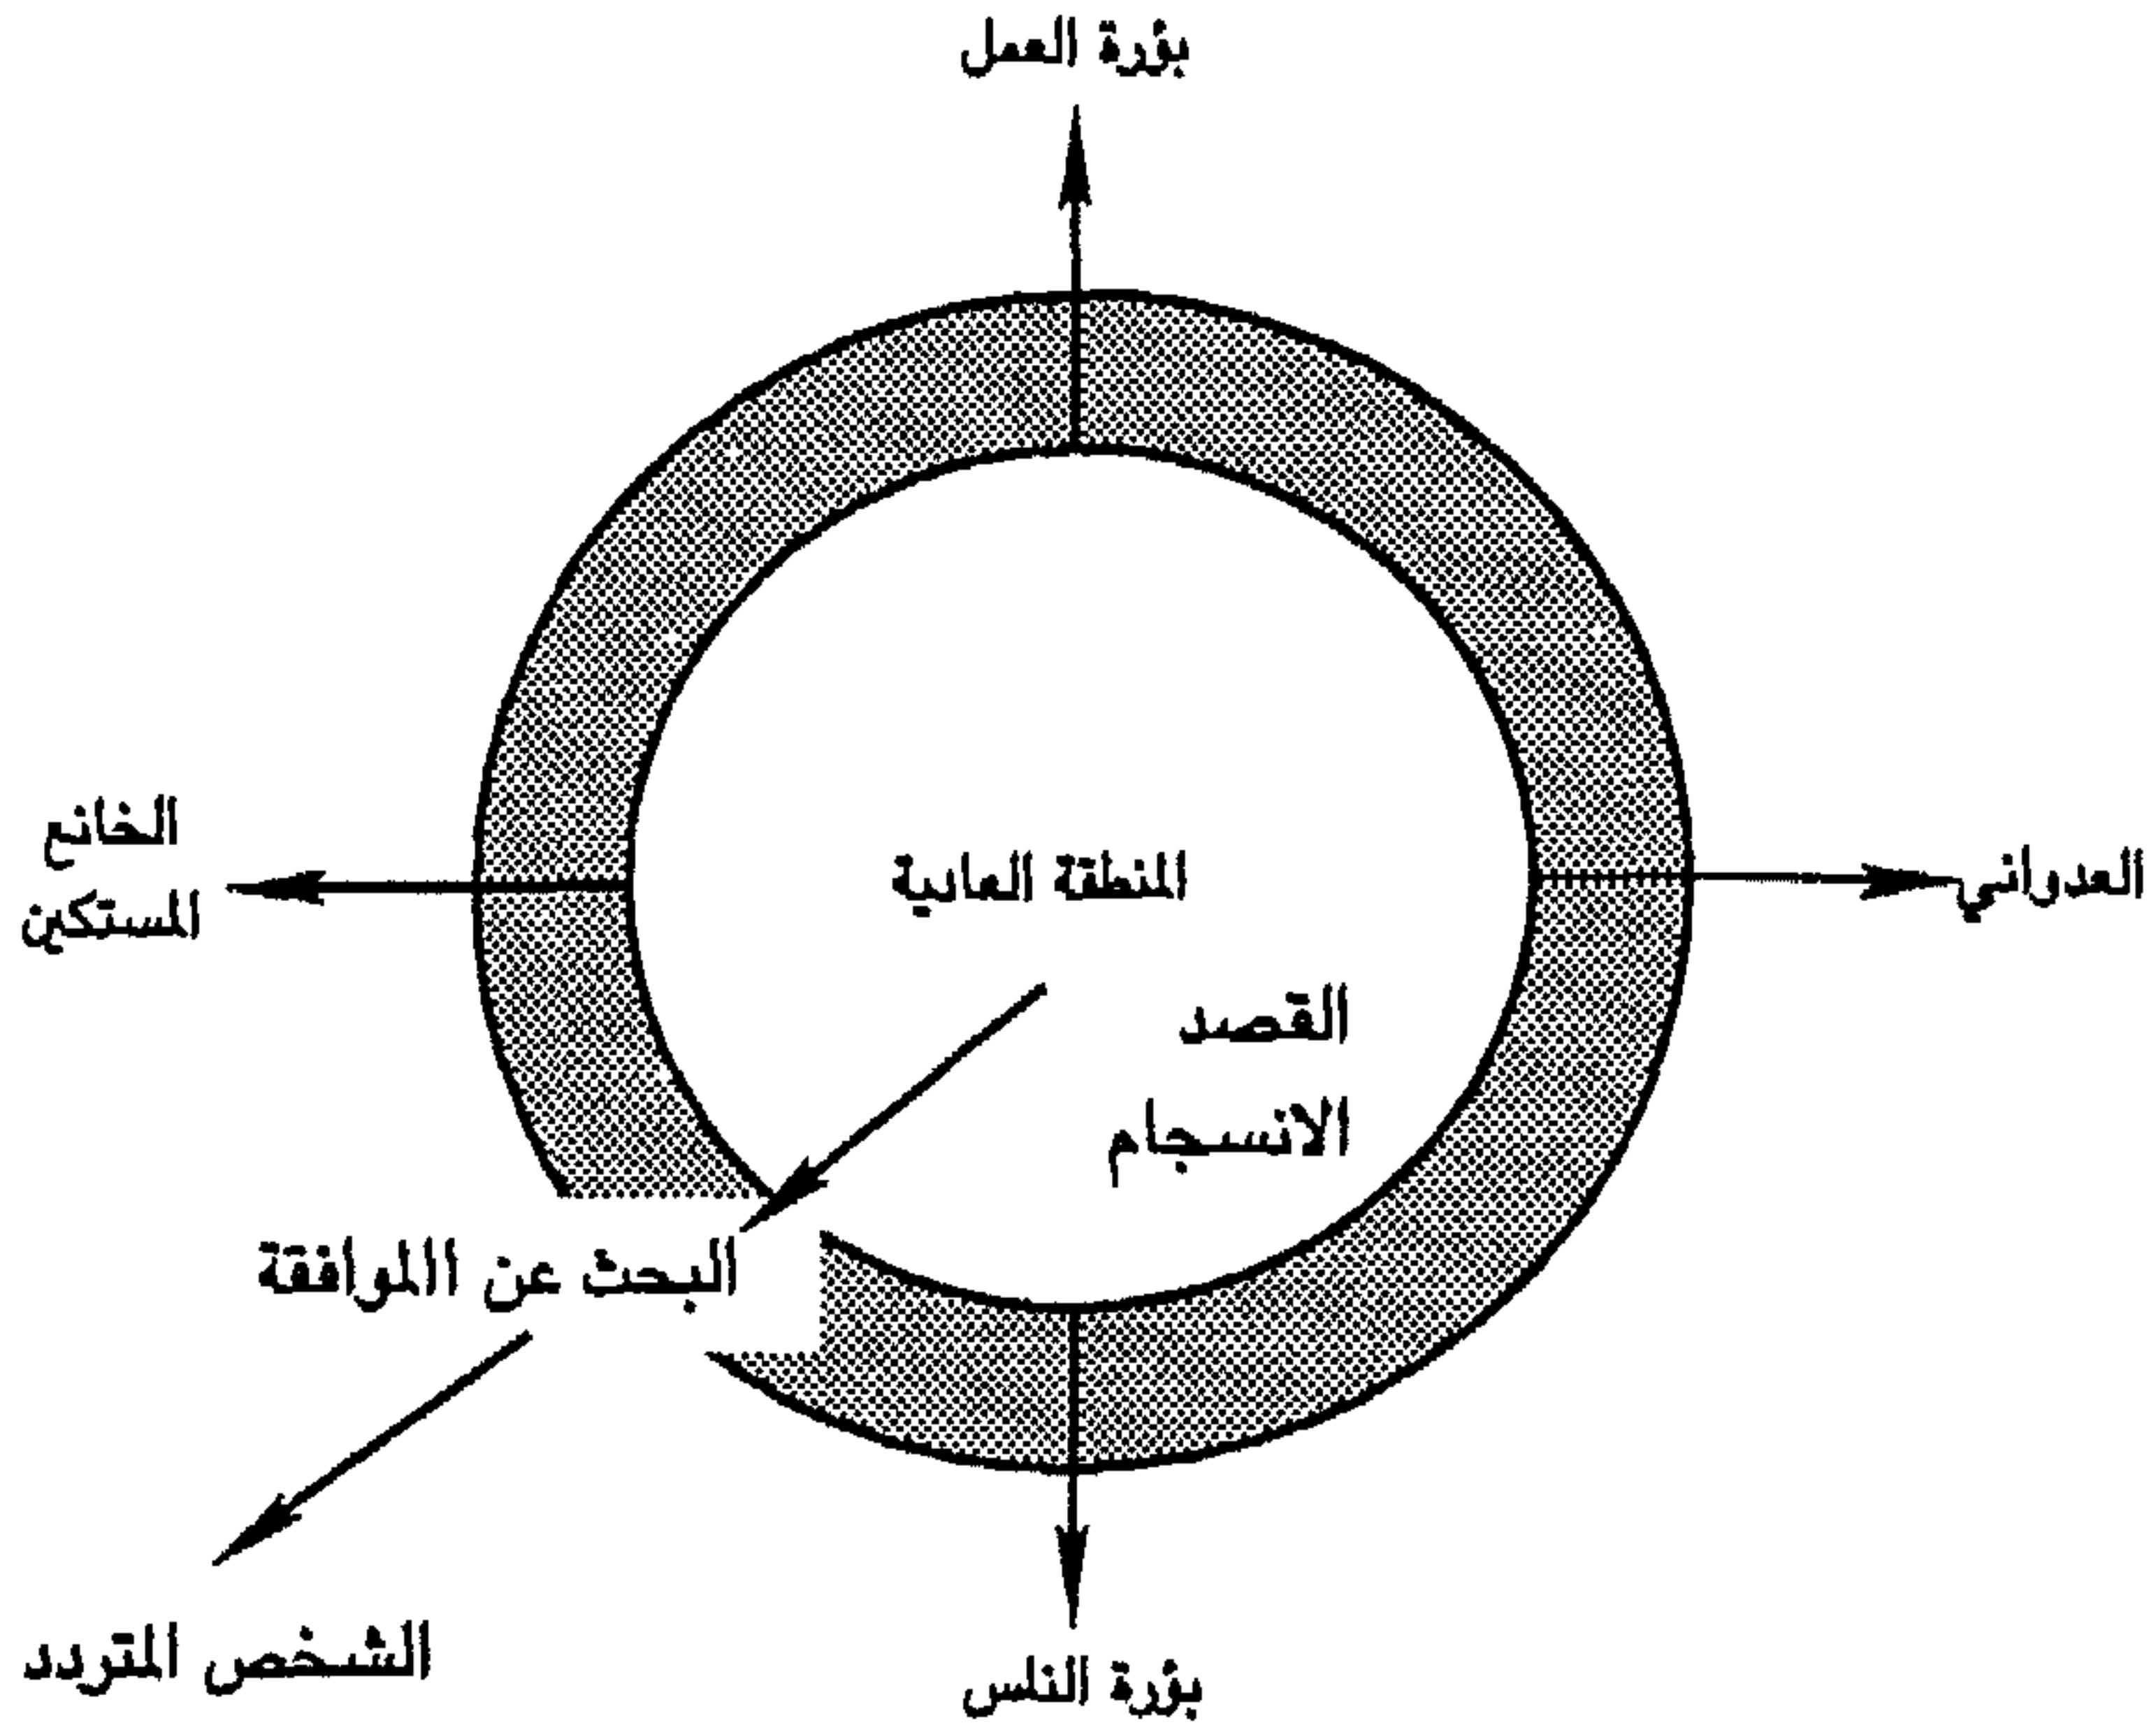 بؤرة العمل
الخانع
المستكين
المنطقة العادية
العدواني
القصد
الانسجام
البحث عن الموافقة
الشخص المتردد
بؤرة الناس